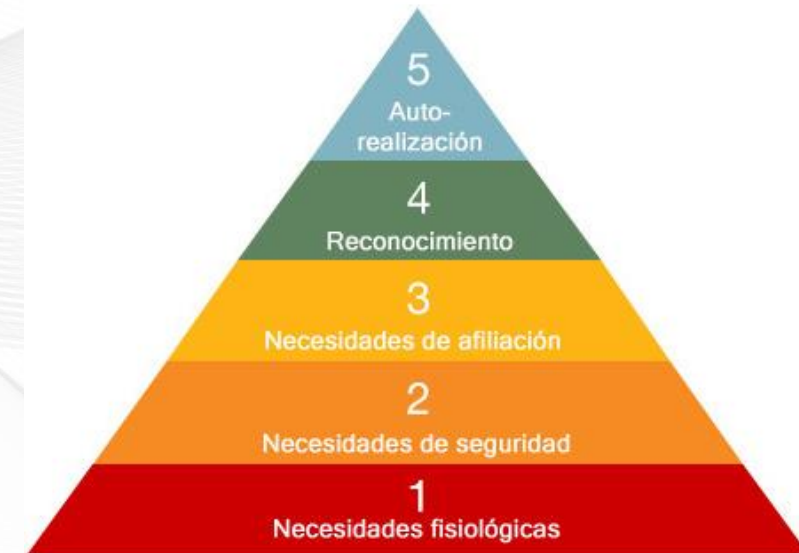 5
Auto-
realización
4
Reconocimiento
3
Necesidades de afiliación
2
Necesidades de seguridad
1
Necesidades fisiológicas